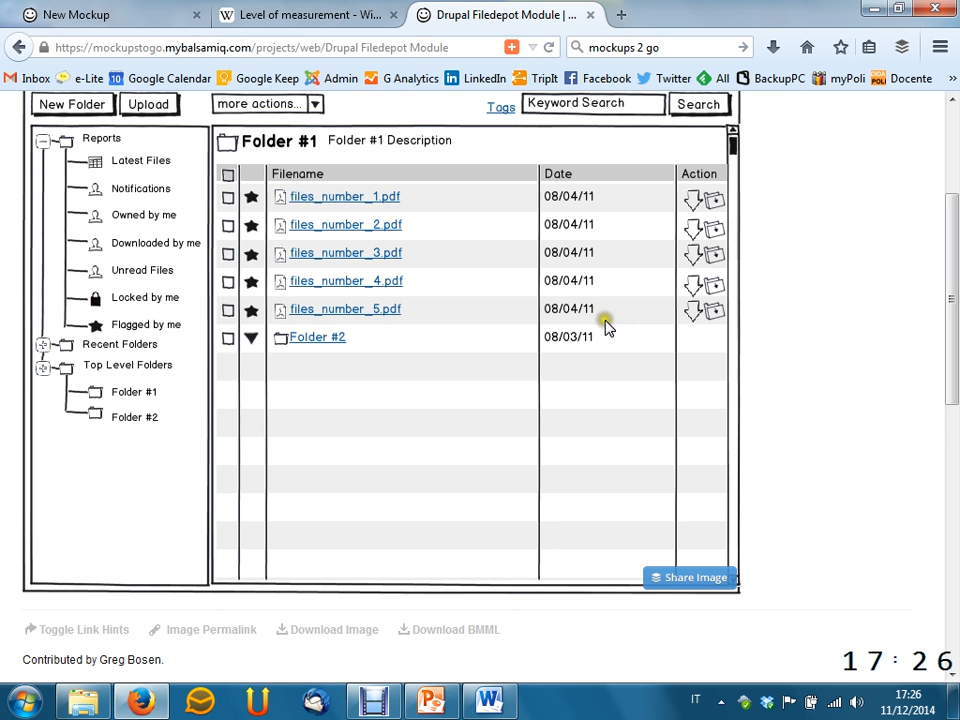 New Mockup
Level of measurement - Wi...
Drupal Filedepot Module | ...
https://mockupstogo.mybalsamiq.com/projects/web/Drupal Filedepot Module
mockups 2 go
Inbox
e-Lite
10
Google Calendar
Google Keep
Admin
G Analytics
LinkedIn
TripIt
Facebook
Twitter
All
BackupPC
myPoli
Docente
New Folder
Upload
more actions...
Tags
Keyword Search
Search
Reports
Latest Files
Notifications
Owned by me
Downloaded by me
Unread Files
Locked by me
Flagged by me
Recent Folders
Top Level Folders
Folder #1
Folder #2
Folder #1 Folder #1 Description
Filename Date Action
files_number_1.pdf 08/04/11
files_number_2.pdf 08/04/11
files_number_3.pdf 08/04/11
files_number_4.pdf 08/04/11
files_number_5.pdf 08/04/11
Folder #2 08/03/11
Share Image
Toggle Link Hints
Image Permalink
Download Image
Download BMML
Contributed by Greg Bosen.
17:26
IT
17:26
11/12/2014